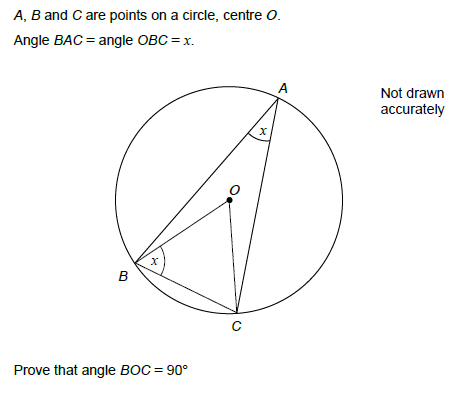 A, B and C are points on a circle, centre O.
Angle BAC = angle OBC = x.
A
Not drawn
accurately
x
O
x
B
C
Prove that angle BOC = 90°